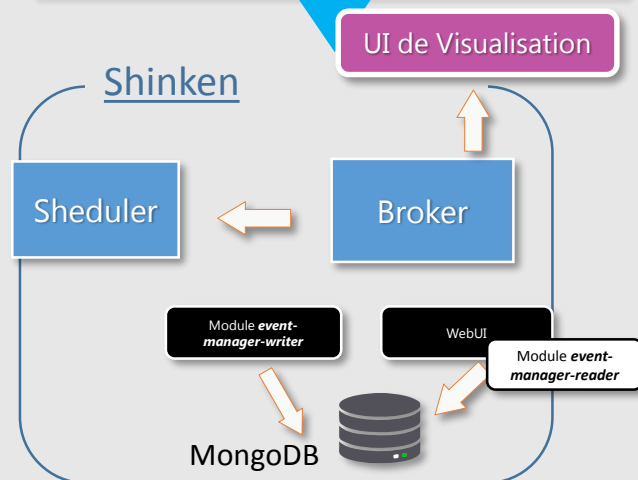 UI de Visualisation
Shinken
Sheduler
Broker
Module event-
manager-writer
WebUI
Module event-
manager-reader
MongoDB